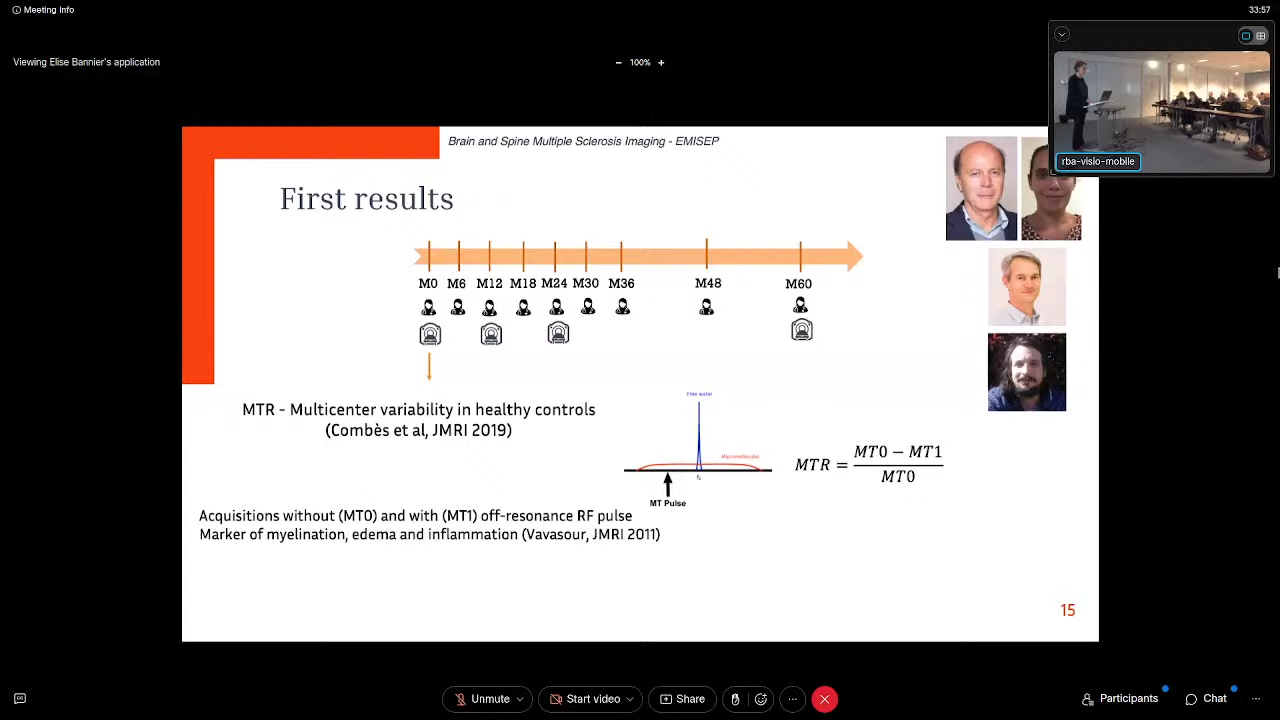 Meeting Info
33:57
Viewing Elise Bannier's application
100%
rba-visio-mobile
Brain and Spine Multiple Sclerosis Imaging - EMISEP
First results
M0 M6 M12 M18 M24 M30 M36 M48 M60
MTR - Multicenter variability in healthy controls
(Combès et al, JMRI 2019)
Free water
Macromolecules
MT Pulse
MTR = MT0 − MT1 / MT0
Acquisitions without (MT0) and with (MT1) off-resonance RF pulse
Marker of myelination, edema and inflammation (Vavasour, JMRI 2011)
15
Unmute
Start video
Share
Participants
Chat